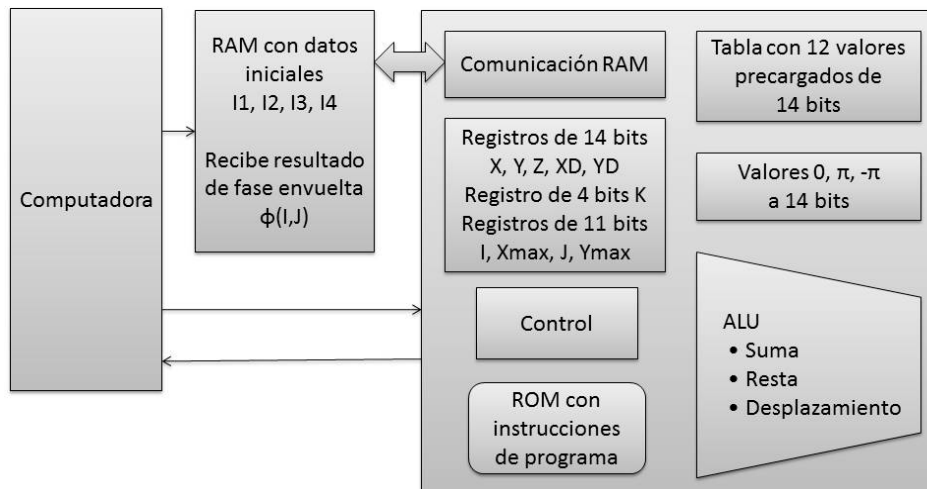 Computadora
RAM con datos
iniciales
I1, I2, I3, I4
Recibe resultado
de fase envuelta
ϕ(I,J)
Comunicación RAM
Registros de 14 bits
X, Y, Z, XD, YD
Registro de 4 bits K
Registros de 11 bits
I, Xmax, J, Ymax
Control
ROM con
instrucciones
de programa
Tabla con 12 valores
precargados de
14 bits
Valores 0, π, -π
a 14 bits
ALU
• Suma
• Resta
• Desplazamiento